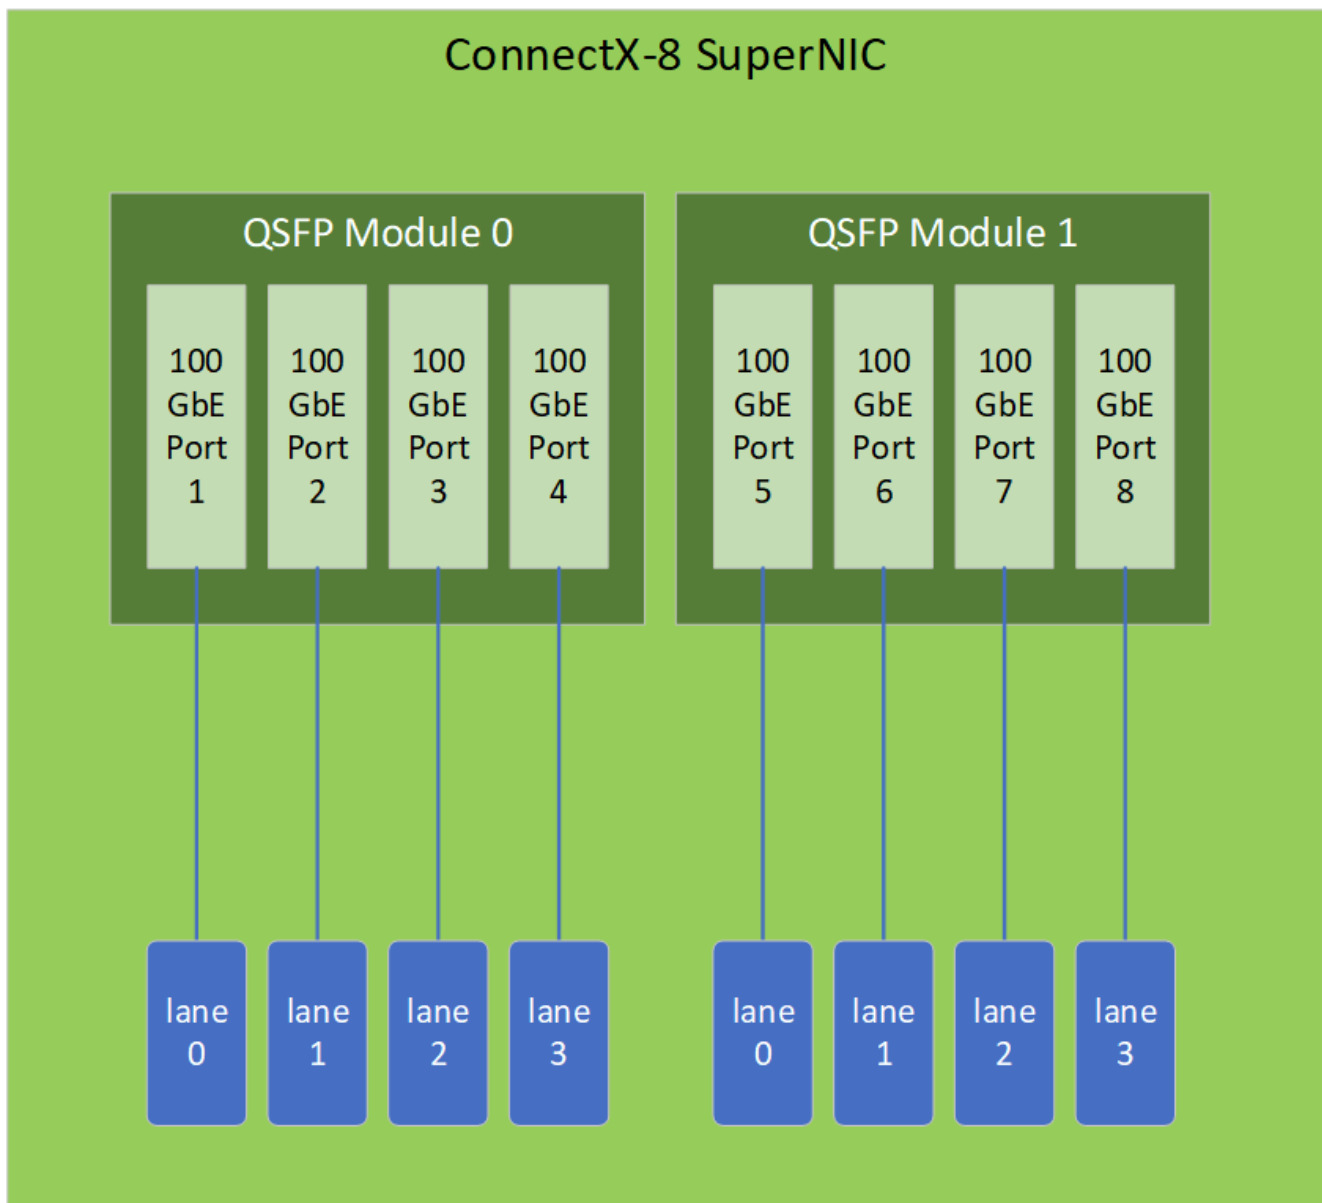 ConnectX-8 SuperNIC
QSFP Module 0
100
GbE
Port
1
100
GbE
Port
2
100
GbE
Port
3
100
GbE
Port
4
QSFP Module 1
100
GbE
Port
5
100
GbE
Port
6
100
GbE
Port
7
100
GbE
Port
8
lane
0
lane
1
lane
2
lane
3
lane
0
lane
1
lane
2
lane
3